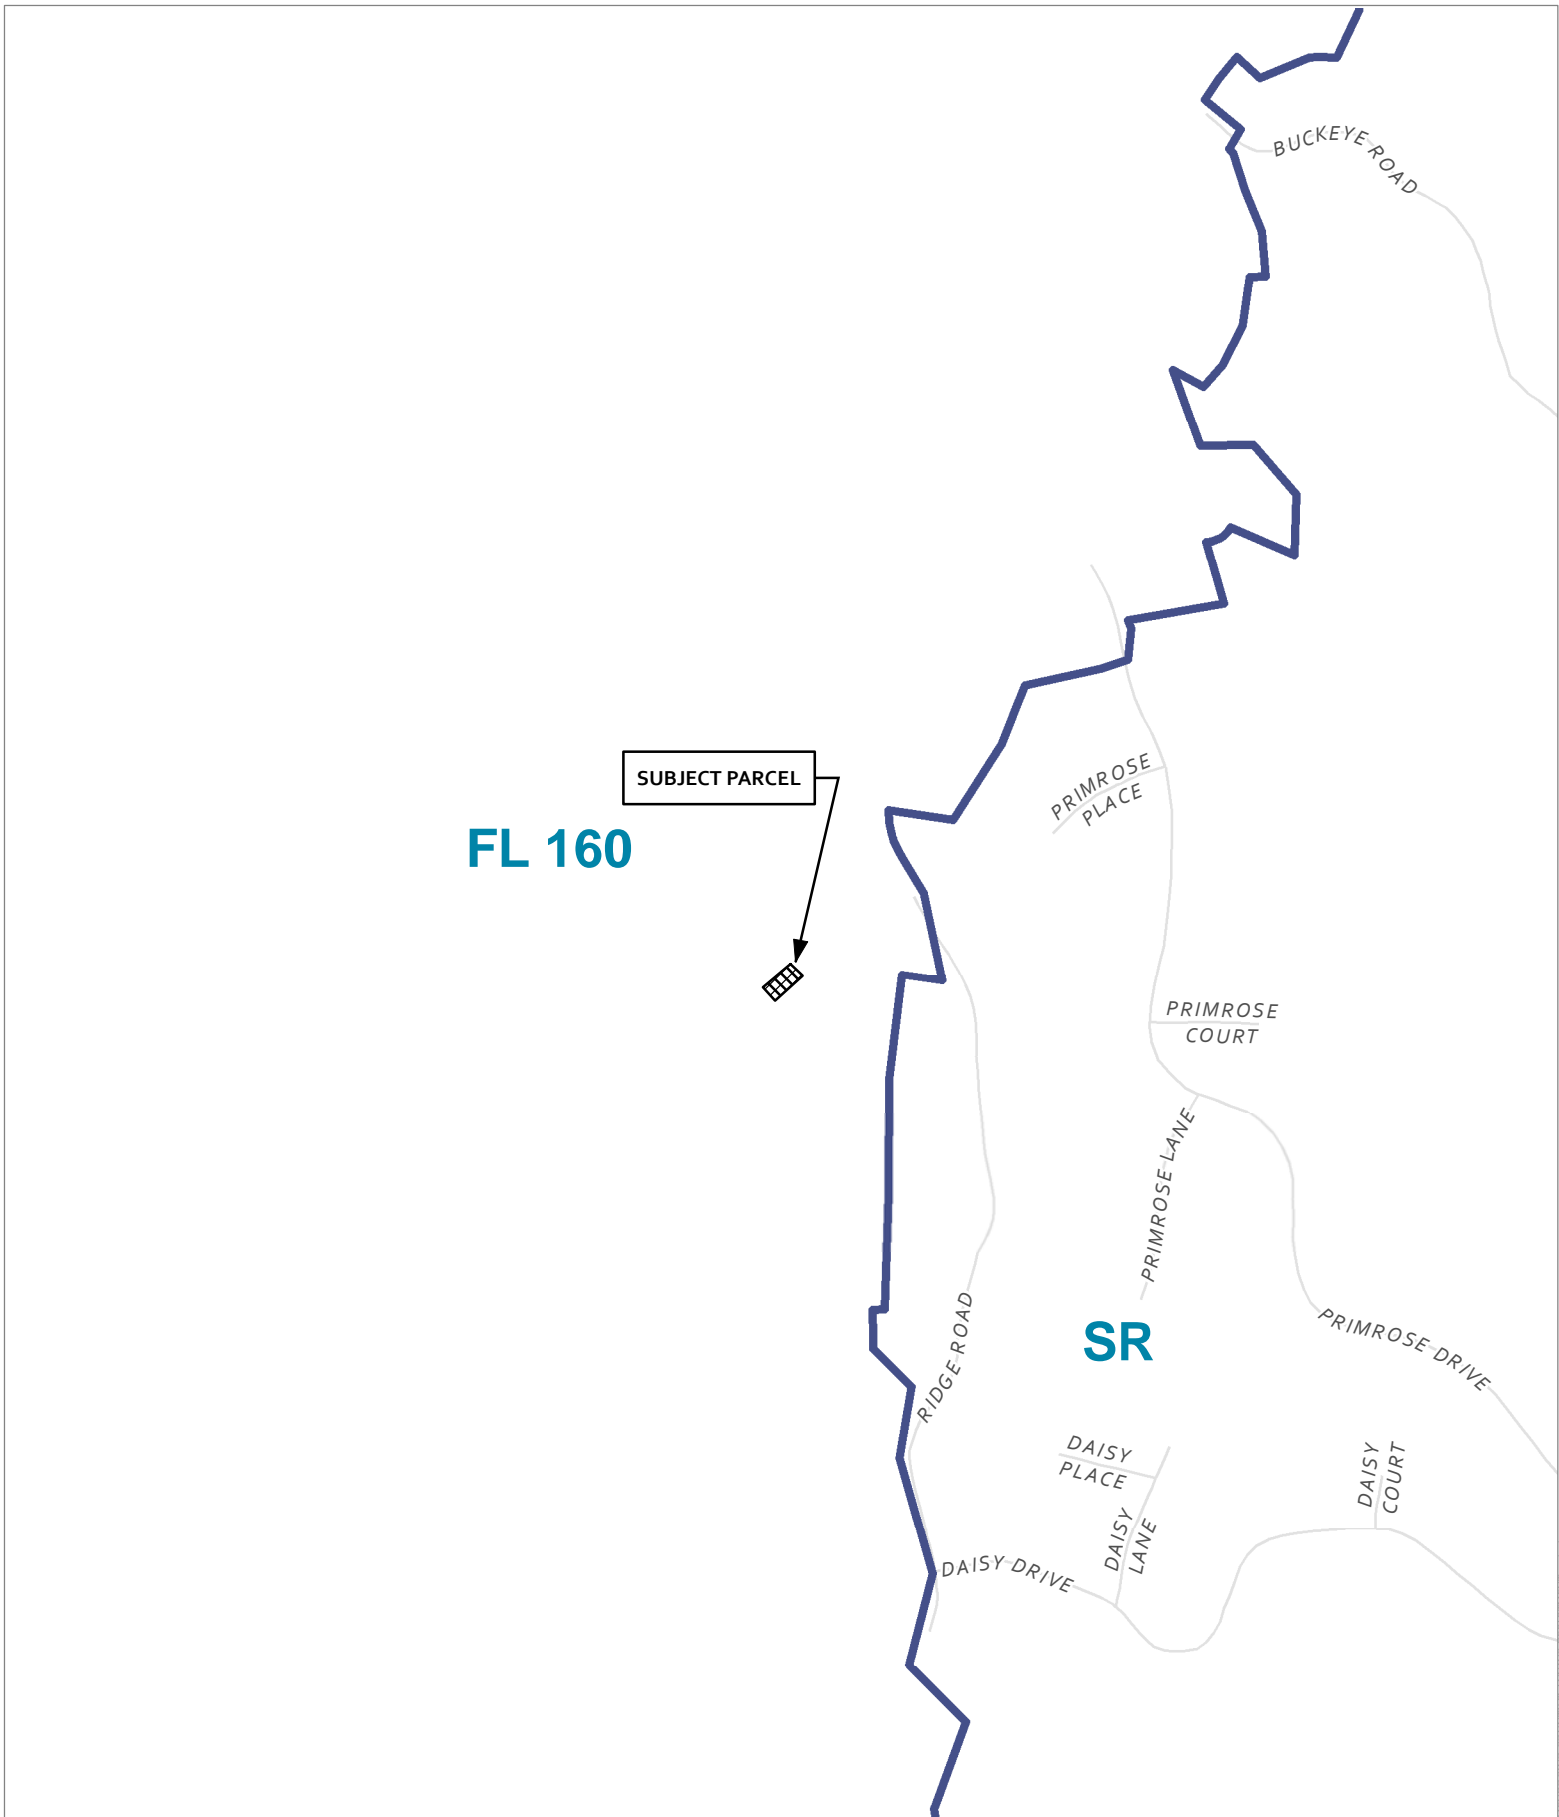 BUCKEYE ROAD
SUBJECT PARCEL
FL 160
PRIMROSE
PLACE
PRIMROSE
COURT
PRIMROSE LANE
RIDGE ROAD
SR
PRIMROSE DRIVE
DAISY
PLACE
DAISY
COURT
DAISY
LANE
DAISY DRIVE